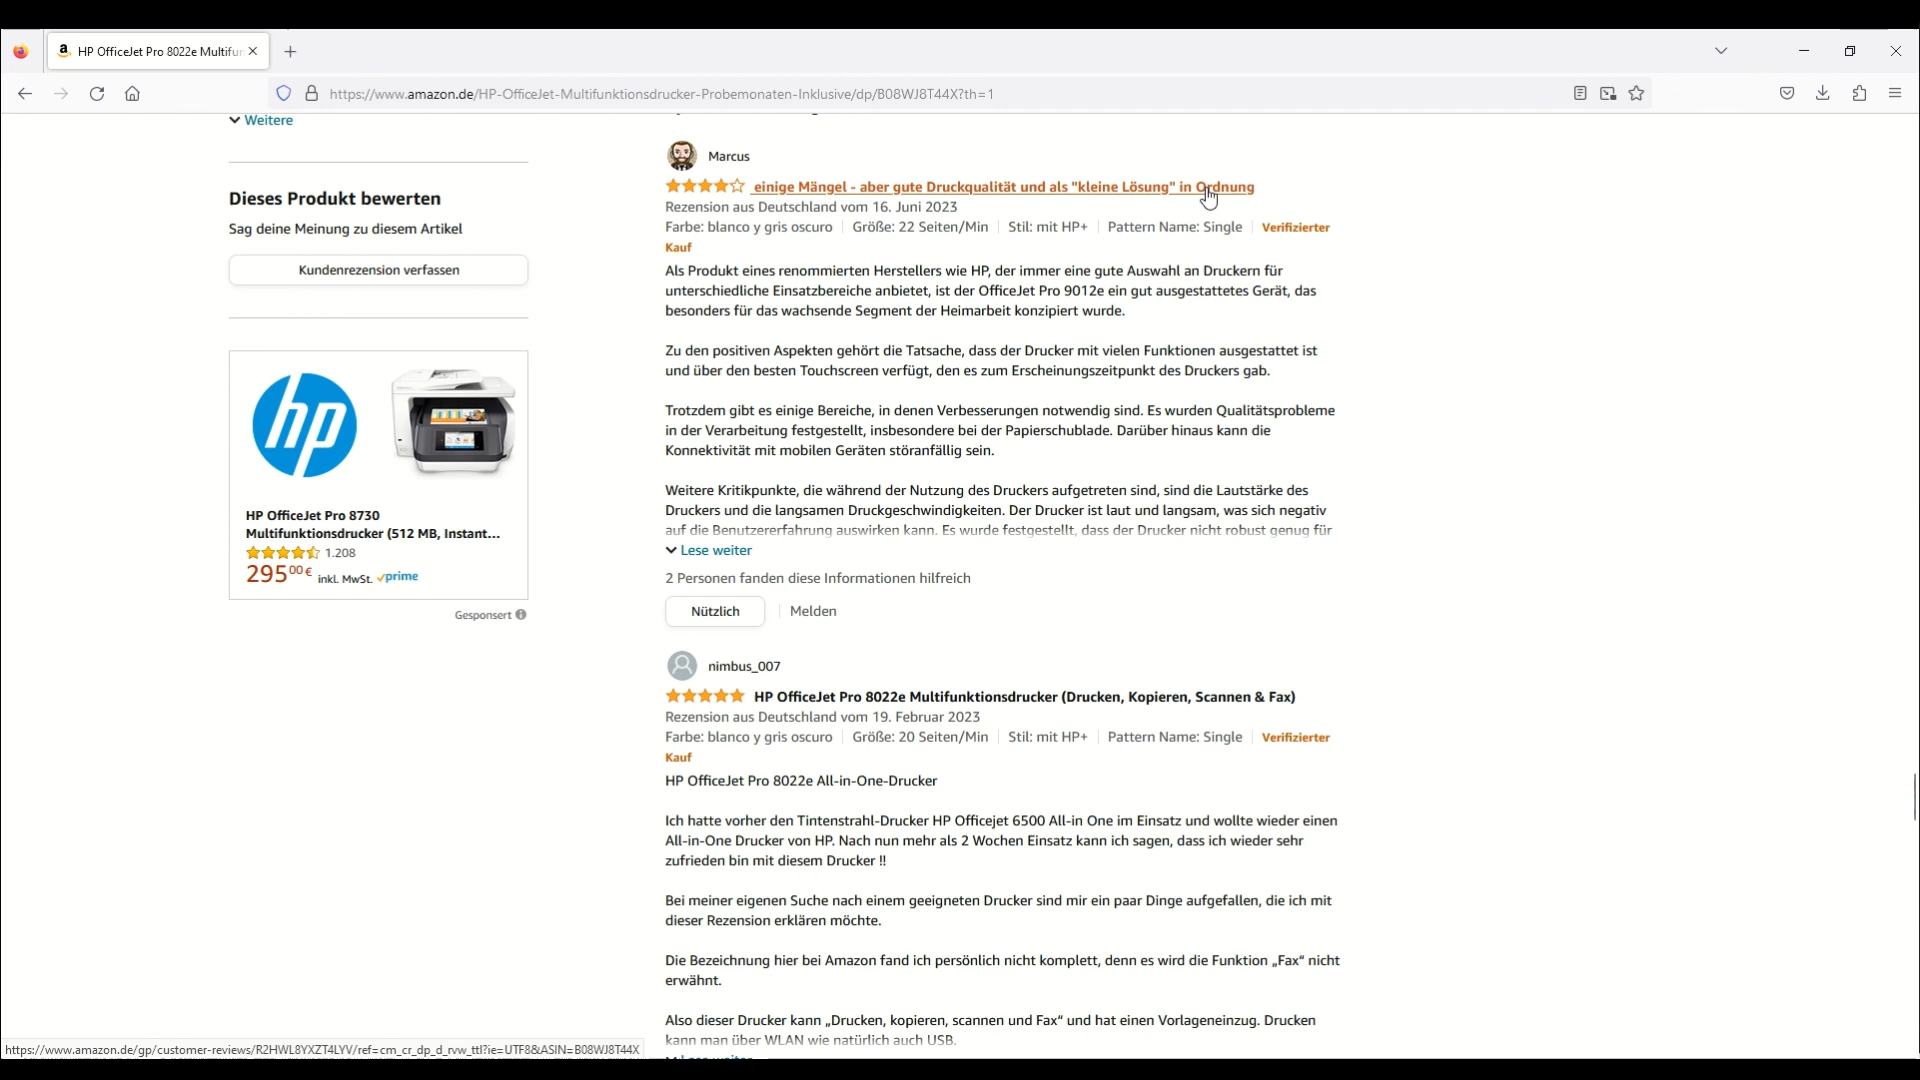 HP OfficeJet Pro 8022e Multifun
https://www.amazon.de/HP-OfficeJet-Multifunktionsdrucker-Probemonaten-Inklusive/dp/B08WJ8T44X?th=1
Weitere
Dieses Produkt bewerten
Sag deine Meinung zu diesem Artikel
Kundenrezension verfassen
hp
HP OfficeJet Pro 8730
Multifunktionsdrucker (512 MB, Instant...
1.208
295⁰⁰€ inkl. MwSt. prime
Gesponsert
Marcus
einige Mängel - aber gute Druckqualität und als "kleine Lösung" in Ordnung
Rezension aus Deutschland vom 16. Juni 2023
Farbe: blanco y gris oscuro | Größe: 22 Seiten/Min | Stil: mit HP+ | Pattern Name: Single | Verifizierter
Kauf
Als Produkt eines renommierten Herstellers wie HP, der immer eine gute Auswahl an Druckern für
unterschiedliche Einsatzbereiche anbietet, ist der OfficeJet Pro 9012e ein gut ausgestattetes Gerät, das
besonders für das wachsende Segment der Heimarbeit konzipiert wurde.
Zu den positiven Aspekten gehört die Tatsache, dass der Drucker mit vielen Funktionen ausgestattet ist
und über den besten Touchscreen verfügt, den es zum Erscheinungszeitpunkt des Druckers gab.
Trotzdem gibt es einige Bereiche, in denen Verbesserungen notwendig sind. Es wurden Qualitätsprobleme
in der Verarbeitung festgestellt, insbesondere bei der Papierschublade. Darüber hinaus kann die
Konnektivität mit mobilen Geräten störanfällig sein.
Weitere Kritikpunkte, die während der Nutzung des Druckers aufgetreten sind, sind die Lautstärke des
Druckers und die langsamen Druckgeschwindigkeiten. Der Drucker ist laut und langsam, was sich negativ
auf die Benutzererfahrung auswirken kann. Es wurde festgestellt, dass der Drucker nicht robust genug für
Lese weiter
2 Personen fanden diese Informationen hilfreich
Nützlich | Melden
nimbus_007
HP OfficeJet Pro 8022e Multifunktionsdrucker (Drucken, Kopieren, Scannen & Fax)
Rezension aus Deutschland vom 19. Februar 2023
Farbe: blanco y gris oscuro | Größe: 20 Seiten/Min | Stil: mit HP+ | Pattern Name: Single | Verifizierter
Kauf
HP OfficeJet Pro 8022e All-in-One-Drucker
Ich hatte vorher den Tintenstrahl-Drucker HP Officejet 6500 All-in One im Einsatz und wollte wieder einen
All-in-One Drucker von HP. Nach nun mehr als 2 Wochen Einsatz kann ich sagen, dass ich wieder sehr
zufrieden bin mit diesem Drucker !!
Bei meiner eigenen Suche nach einem geeigneten Drucker sind mir ein paar Dinge aufgefallen, die ich mit
dieser Rezension erklären möchte.
Die Bezeichnung hier bei Amazon fand ich persönlich nicht komplett, denn es wird die Funktion „Fax“ nicht
erwähnt.
Also dieser Drucker kann „Drucken, kopieren, scannen und Fax“ und hat einen Vorlageneinzug. Drucken
kann man über WLAN wie natürlich auch USB.
https://www.amazon.de/gp/customer-reviews/R2HWL8YXZT4LYV/ref=cm_cr_dp_d_rvw_ttl?ie=UTF8&ASIN=B08WJ8T44X